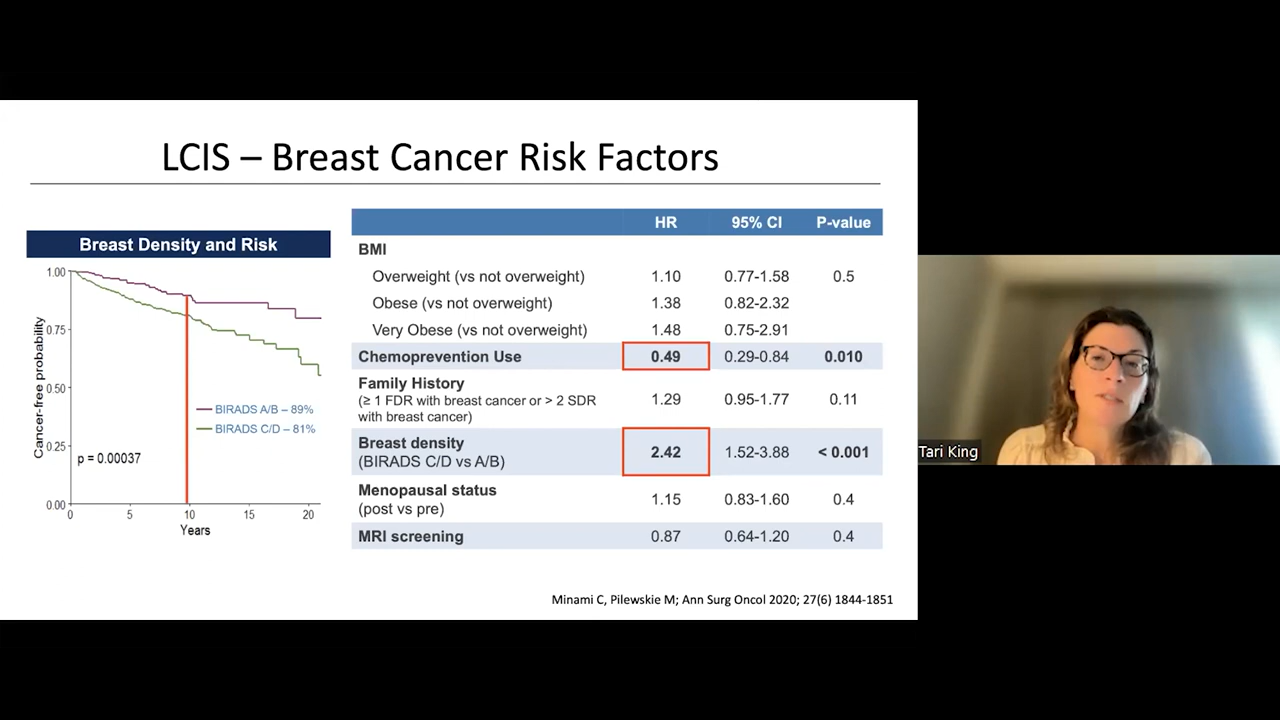 LCIS – Breast Cancer Risk Factors
Breast Density and Risk
1.00
0.75
0.50
0.25
0.00
Cancer-free probability
BIRADS A/B – 89%
BIRADS C/D – 81%
p = 0.00037
0 5 10 15 20
Years
HR 95% CI P-value
BMI
Overweight (vs not overweight) 1.10 0.77-1.58 0.5
Obese (vs not overweight) 1.38 0.82-2.32
Very Obese (vs not overweight) 1.48 0.75-2.91
Chemoprevention Use 0.49 0.29-0.84 0.010
Family History
(≥ 1 FDR with breast cancer or > 2 SDR 1.29 0.95-1.77 0.11
with breast cancer)
Breast density 2.42 1.52-3.88 < 0.001
(BIRADS C/D vs A/B)
Menopausal status 1.15 0.83-1.60 0.4
(post vs pre)
MRI screening 0.87 0.64-1.20 0.4
Minami C, Pilewskie M; Ann Surg Oncol 2020; 27(6) 1844-1851
Tari King